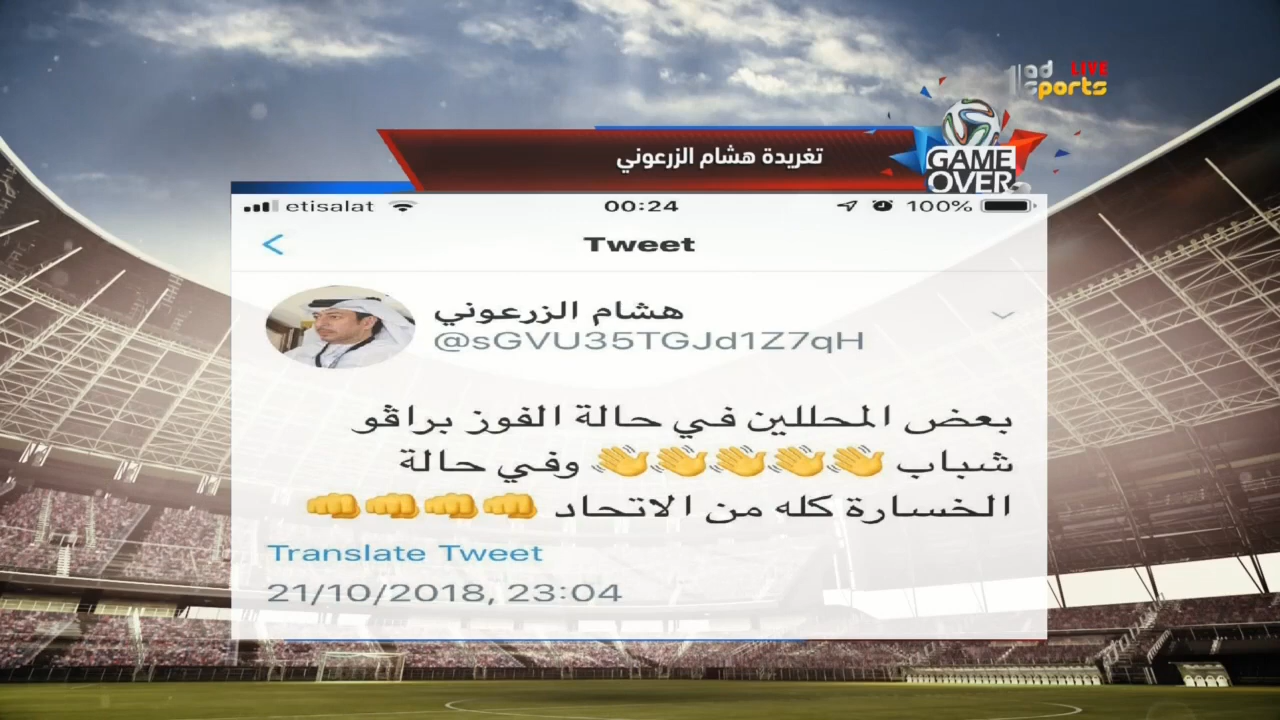 ad LIVE
sports
تغريدة هشام الزرعوني
GAME
OVER
etisalat 00:24 100%
Tweet
هشام الزرعوني
@sGVU35TGJd1Z7qH
بعض المحللين في حالة الفوز براڤو
شباب 👋👋👋👋👋 وفي حالة
الخسارة كله من الاتحاد 👊👊👊👊
Translate Tweet
21/10/2018, 23:04